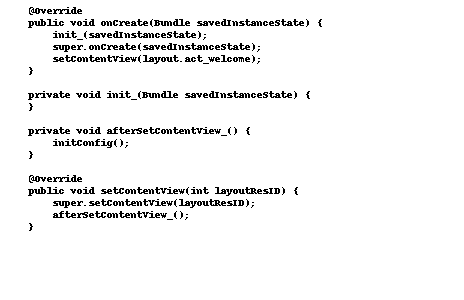 @Override
public void onCreate(Bundle savedInstanceState) {
    init_(savedInstanceState);
    super.onCreate(savedInstanceState);
    setContentView(layout.act_welcome);
}

private void init_(Bundle savedInstanceState) {
}

private void afterSetContentView_() {
    initConfig();
}

@Override
public void setContentView(int layoutResID) {
    super.setContentView(layoutResID);
    afterSetContentView_();
}